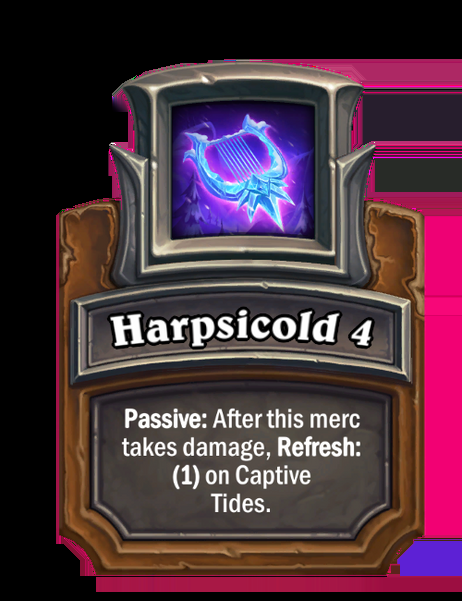 Harpsicold 4
Passive: After this merc
takes damage, Refresh:
(1) on Captive
Tides.